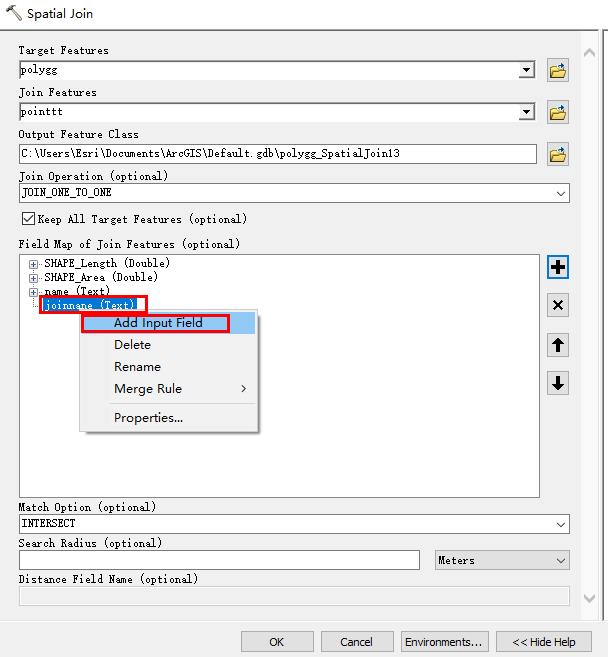 Spatial Join
Target Features
polygg
Join Features
pointtt
Output Feature Class
C:\Users\Esri\Documents\ArcGIS\Default.gdb\polygg_SpatialJoin13
Join Operation (optional)
JOIN_ONE_TO_ONE
Keep All Target Features (optional)
Field Map of Join Features (optional)
SHAPE_Length (Double)
SHAPE_Area (Double)
name (Text)
joinname (Text)
Add Input Field
Delete
Rename
Merge Rule
Properties...
Match Option (optional)
INTERSECT
Search Radius (optional)
Meters
Distance Field Name (optional)
OK Cancel Environments... << Hide Help